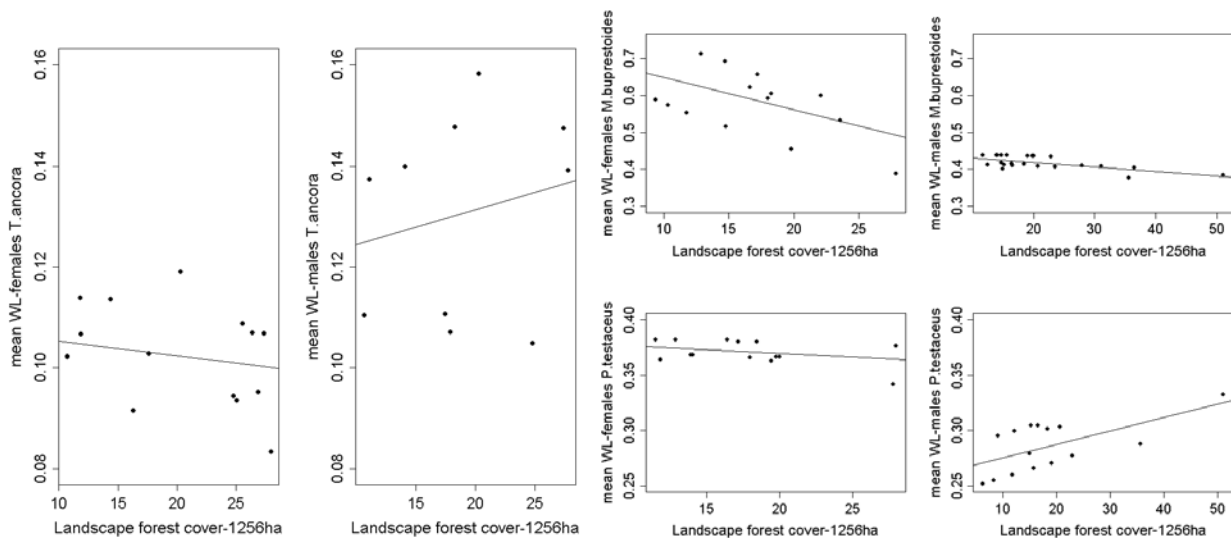 mean WL-females T.ancora
0.16
0.14
0.12
0.10
0.08
10 15 20 25
Landscape forest cover-1256ha
mean WL-males T.ancora
0.16
0.14
0.12
0.10
0.08
15 20 25
Landscape forest cover-1256ha
mean WL-females M.buprestoides
0.7
0.6
0.5
0.4
0.3
10 15 20 25
Landscape forest cover-1256ha
mean WL-males M.buprestoides
0.7
0.6
0.5
0.4
0.3
20 30 40 50
Landscape forest cover-1256ha
mean WL-females P.testaceus
0.40
0.35
0.30
0.25
15 20 25
Landscape forest cover-1256ha
mean WL-males P.testaceus
0.40
0.35
0.30
0.25
10 20 30 40 50
Landscape forest cover-1256ha